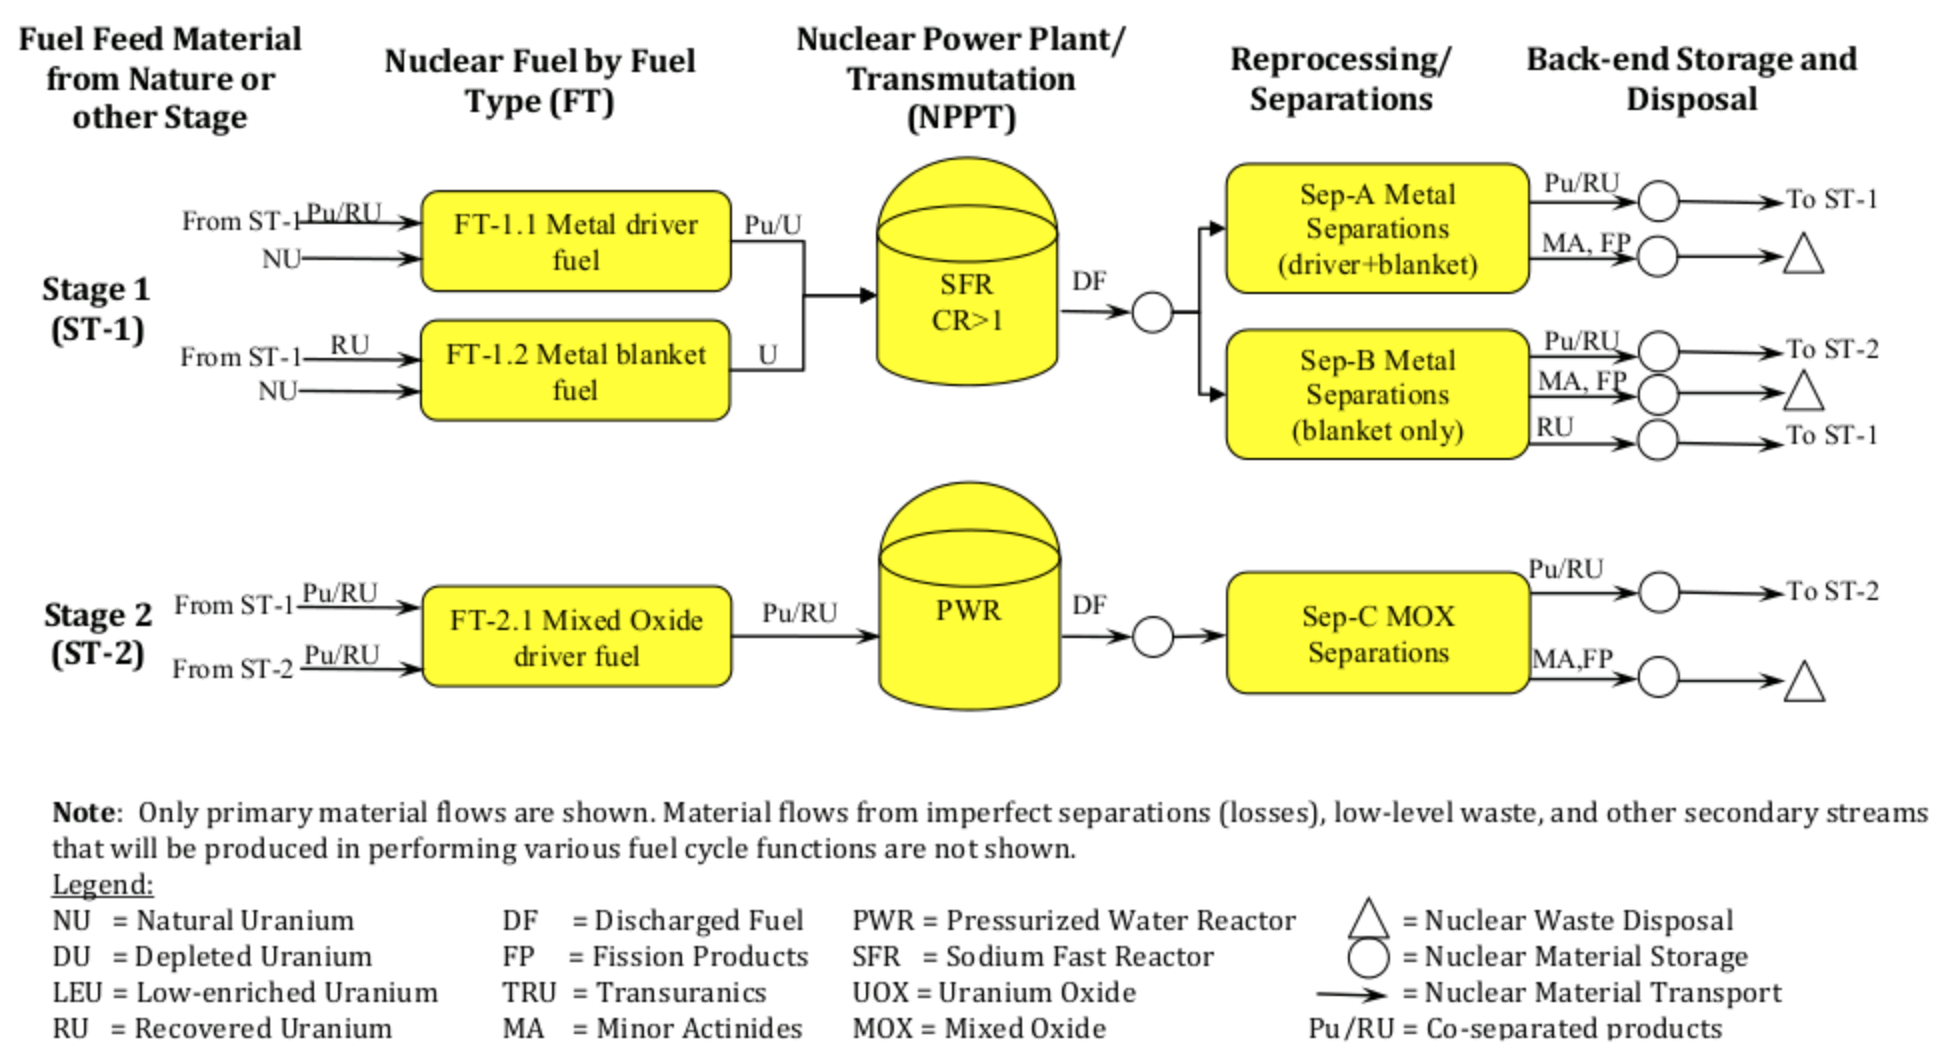 Fuel Feed Material
from Nature or
other Stage
Nuclear Fuel by Fuel
Type (FT)
Nuclear Power Plant/
Transmutation
(NPPT)
Reprocessing/
Separations
Back-end Storage and
Disposal
Stage 1
(ST-1)
From ST-1
Pu/RU
NU
FT-1.1 Metal driver
fuel
Pu/U
From ST-1
RU
NU
FT-1.2 Metal blanket
fuel
U
SFR
CR>1
DF
Sep-A Metal
Separations
(driver+blanket)
Pu/RU
To ST-1
MA, FP
Sep-B Metal
Separations
(blanket only)
Pu/RU
To ST-2
MA, FP
RU
To ST-1
Stage 2
(ST-2)
From ST-1
Pu/RU
From ST-2
Pu/RU
FT-2.1 Mixed Oxide
driver fuel
Pu/RU
PWR
DF
Sep-C MOX
Separations
Pu/RU
To ST-2
MA,FP
Note: Only primary material flows are shown. Material flows from imperfect separations (losses), low-level waste, and other secondary streams
that will be produced in performing various fuel cycle functions are not shown.
Legend:
NU = Natural Uranium
DU = Depleted Uranium
LEU = Low-enriched Uranium
RU = Recovered Uranium
DF = Discharged Fuel
FP = Fission Products
TRU = Transuranics
MA = Minor Actinides
PWR = Pressurized Water Reactor
SFR = Sodium Fast Reactor
UOX = Uranium Oxide
MOX = Mixed Oxide
= Nuclear Waste Disposal
= Nuclear Material Storage
= Nuclear Material Transport
Pu/RU = Co-separated products